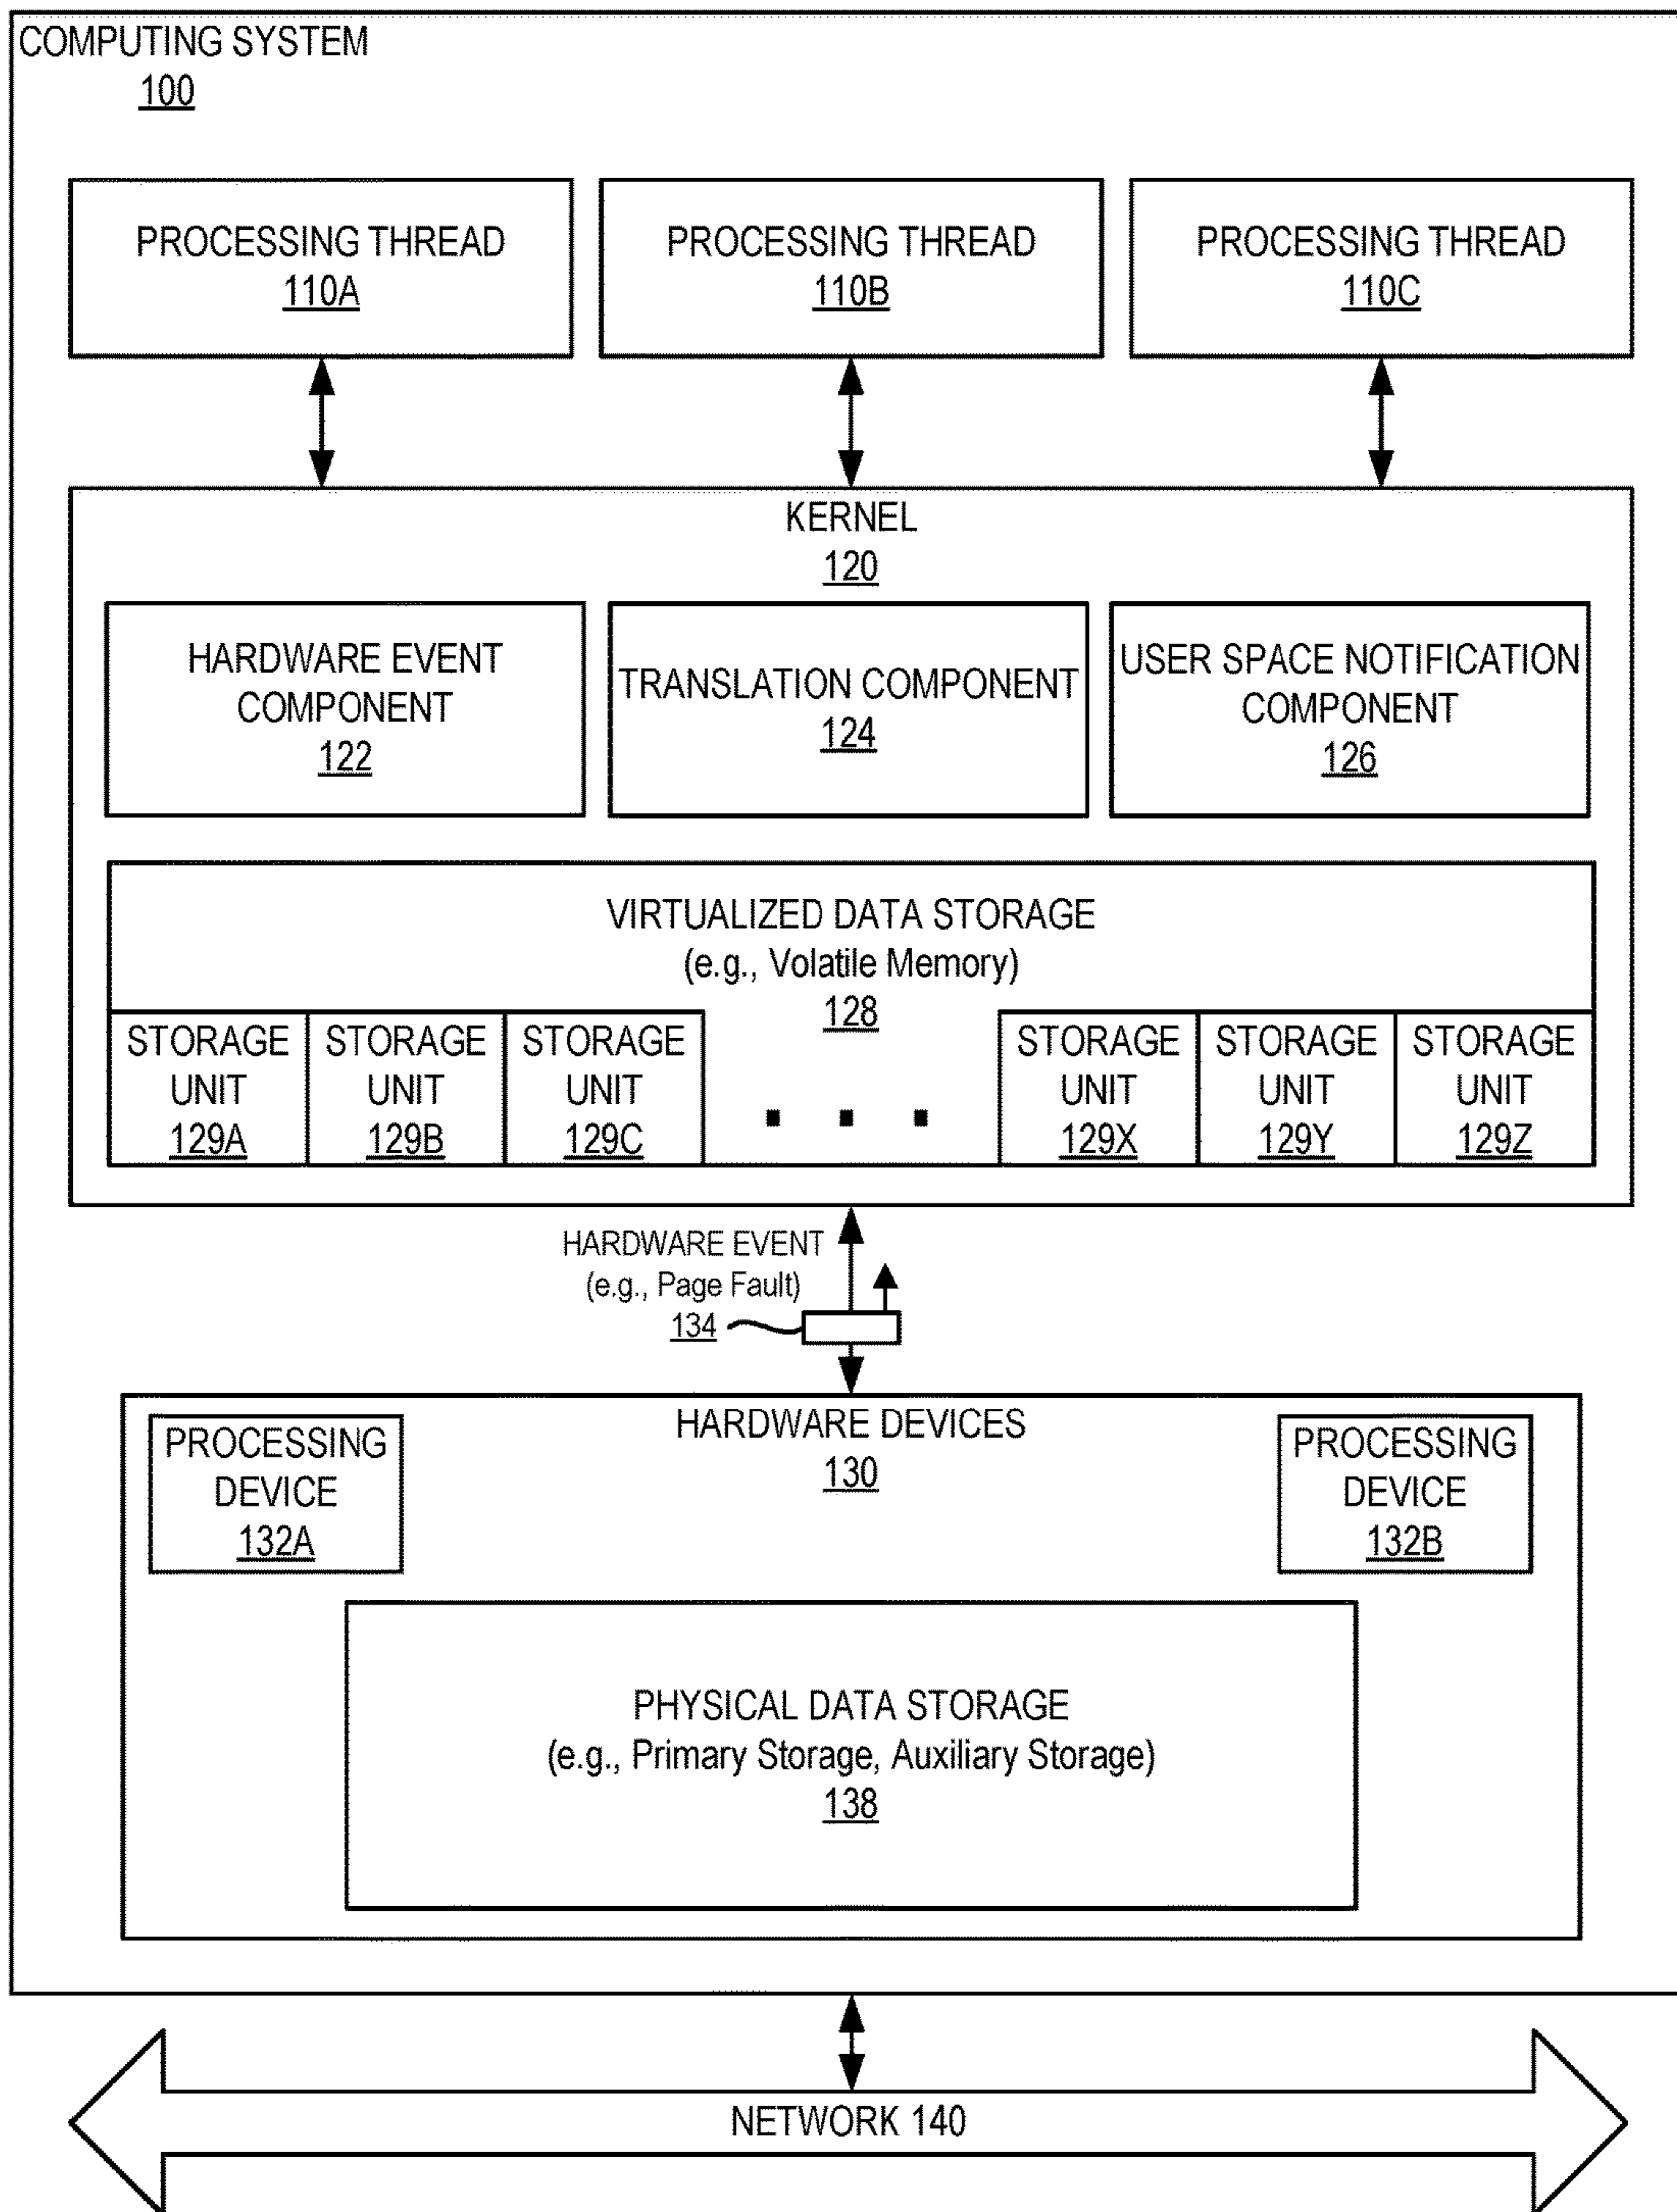 COMPUTING SYSTEM
100
PROCESSING THREAD
110A
PROCESSING THREAD
110B
PROCESSING THREAD
110C
KERNEL
120
HARDWARE EVENT
COMPONENT
122
TRANSLATION COMPONENT
124
USER SPACE NOTIFICATION
COMPONENT
126
VIRTUALIZED DATA STORAGE
(e.g., Volatile Memory)
128
STORAGE
UNIT
129A
STORAGE
UNIT
129B
STORAGE
UNIT
129C
STORAGE
UNIT
129X
STORAGE
UNIT
129Y
STORAGE
UNIT
129Z
HARDWARE EVENT
(e.g., Page Fault)
134
HARDWARE DEVICES
130
PROCESSING
DEVICE
132A
PROCESSING
DEVICE
132B
PHYSICAL DATA STORAGE
(e.g., Primary Storage, Auxiliary Storage)
138
NETWORK 140